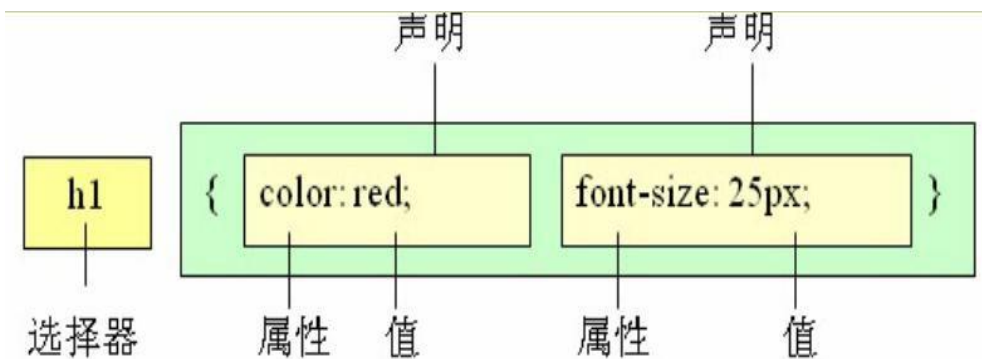 声明 声明
h1 { color: red; font-size: 25px; }
选择器 属性 值 属性 值